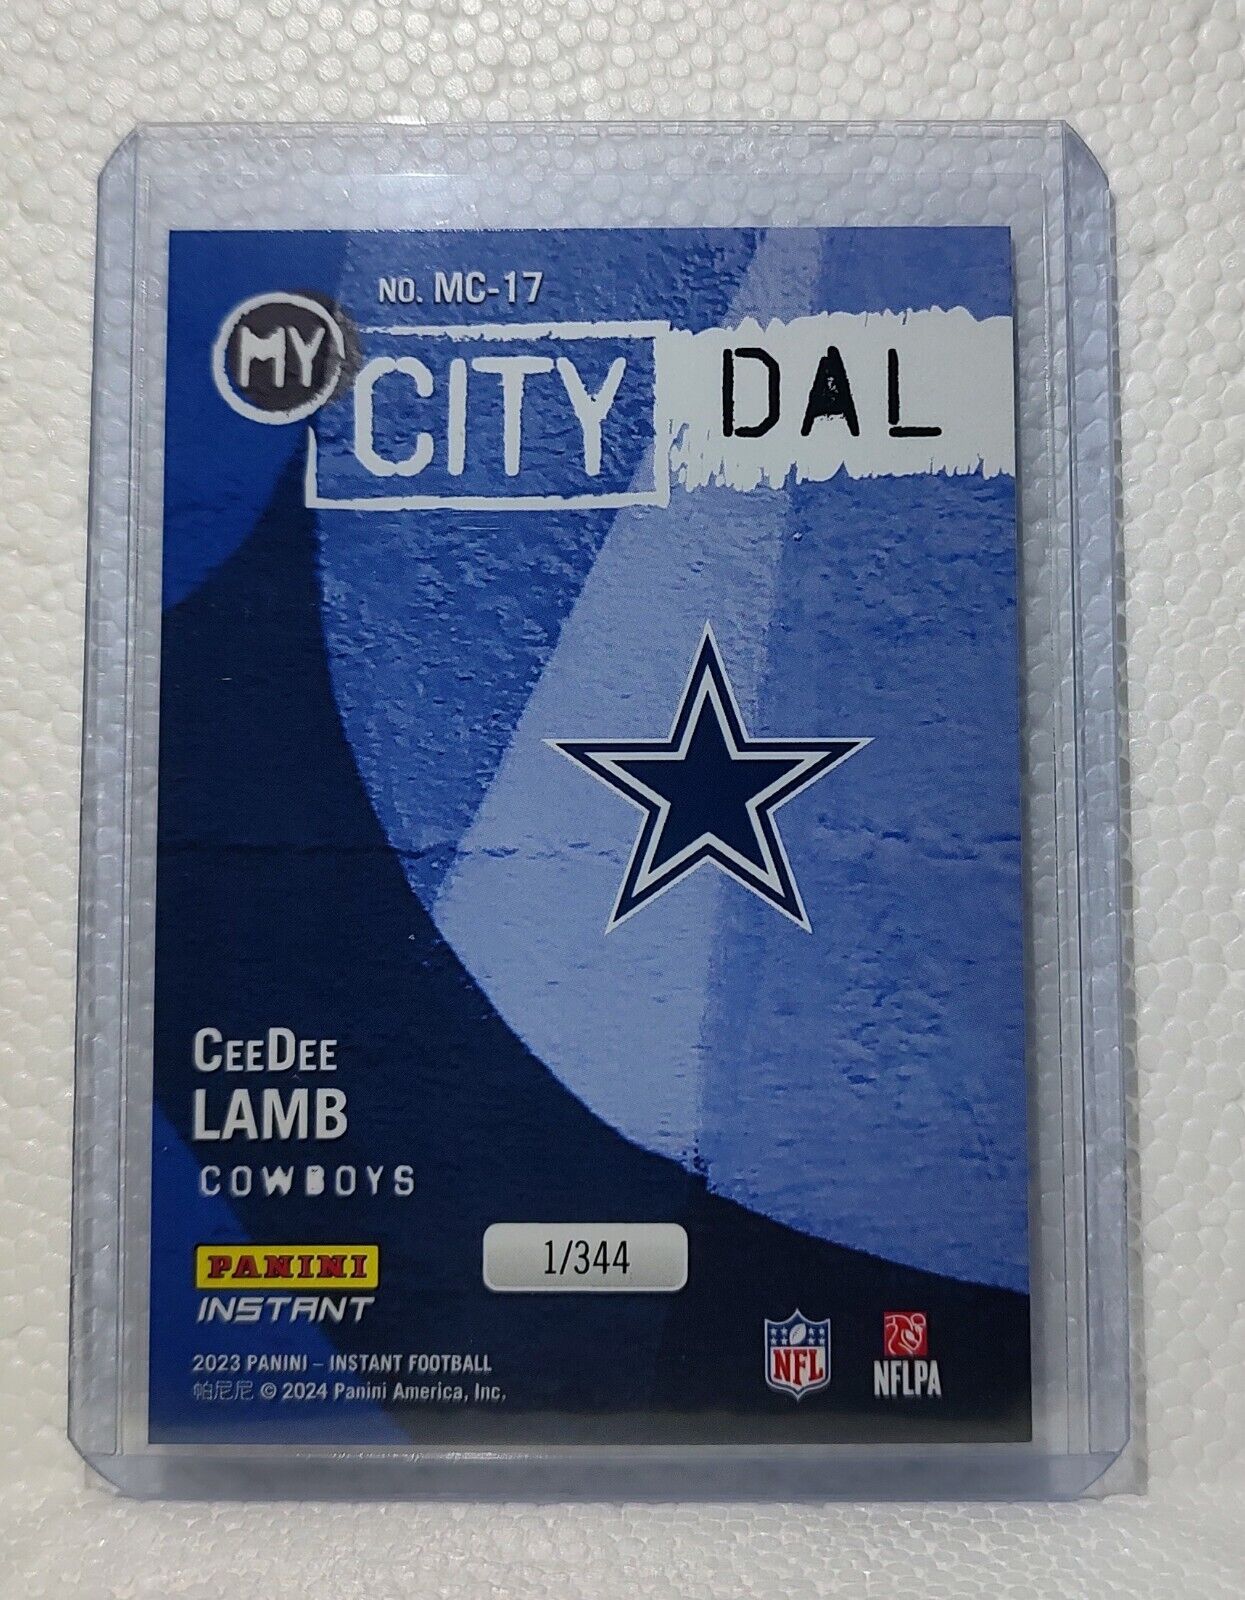 NO. MC-17
MY
CITY DAL
CEEDEE
LAMB
COWBOYS
PANINI
INSTANT
1/344
2023 PANINI – INSTANT FOOTBALL
帕尼尼 © 2024 Panini America, Inc.
NFL
NFLPA